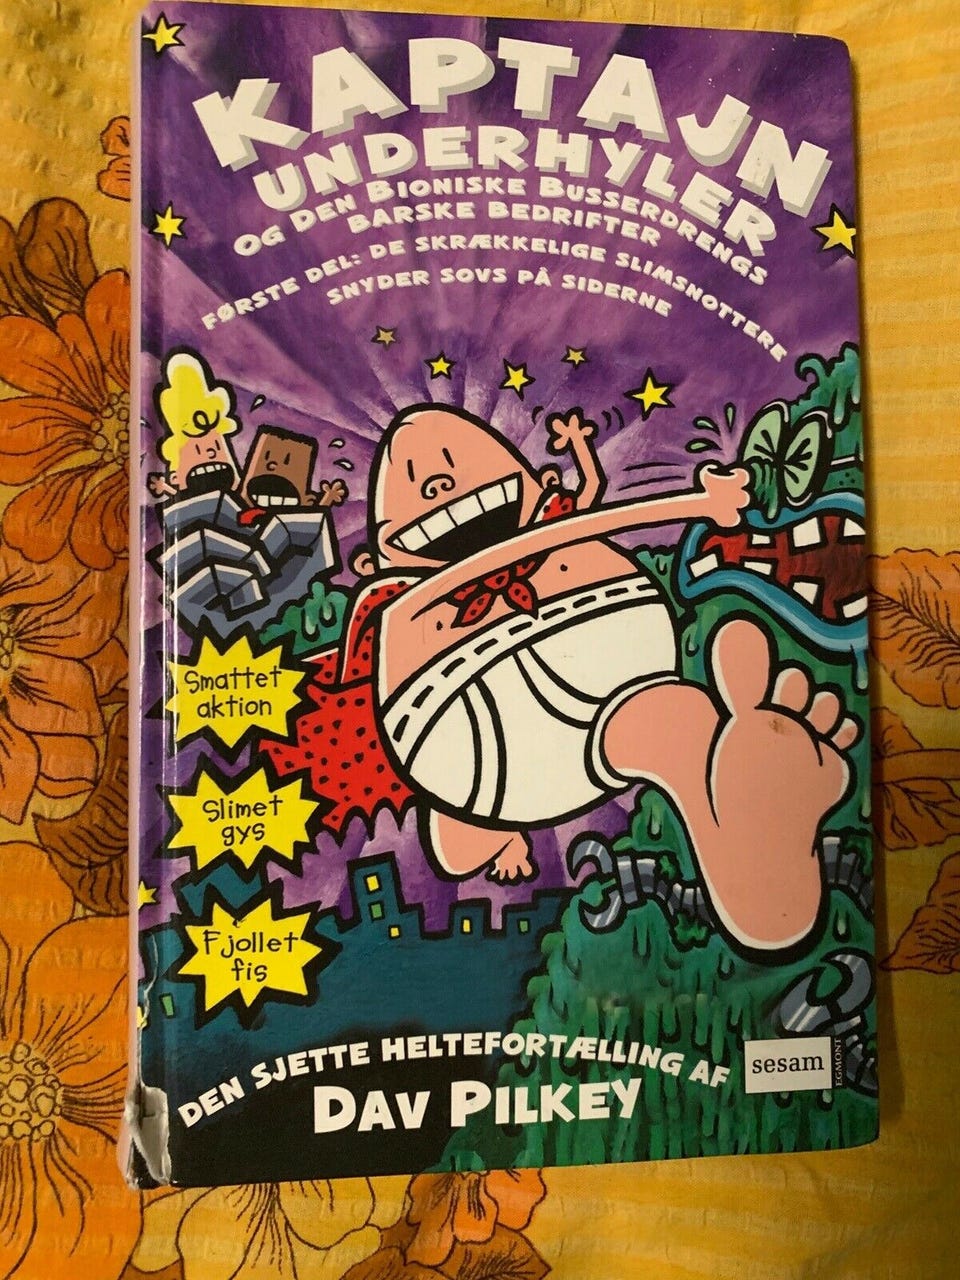 KAPTAJN
UNDERHYLER
OG DEN BIONISKE BUSSERDRENGS
BARSKE BEDRIFTER
FØRSTE DEL: DE SKRÆKKELIGE SLIMSNOTTERE
SNYDER SOVS PÅ SIDERNE
Smattet
aktion
Slimet
gys
Fjollet
fis
DEN SJETTE HELTEFORTÆLLING AF
DAV PILKEY
sesam
EGMONT